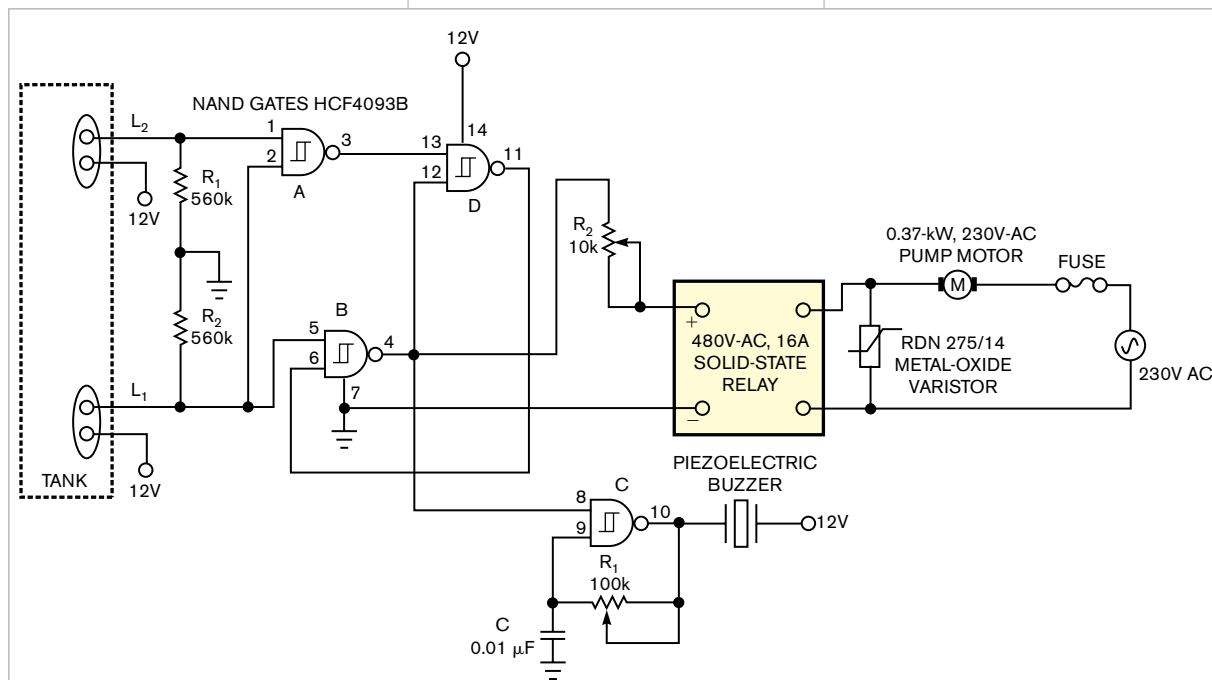 12V
NAND GATES HCF4093B
L2
1
2
3
A
13
12
14
11
D
R1
560k
12V
R2
10k
0.37-kW, 230V-AC
PUMP MOTOR
M
FUSE
R2
560k
B
5
6
4
7
+
480V-AC, 16A
SOLID-STATE
RELAY
–
RDN 275/14
METAL-OXIDE
VARISTOR
230V AC
L1
TANK
12V
PIEZOELECTRIC
BUZZER
C
8
9
10
12V
R1
100k
C
0.01 µF